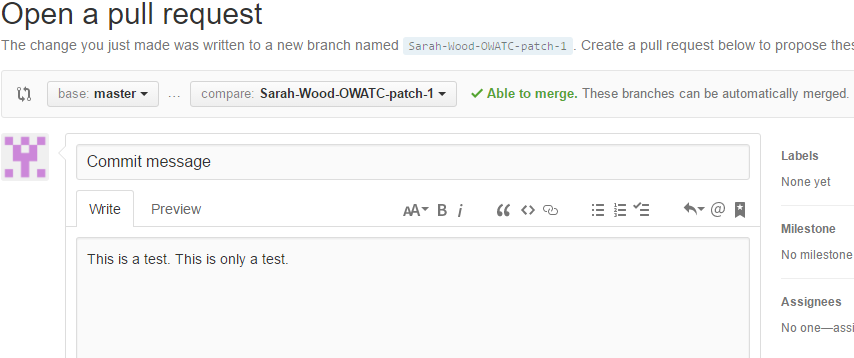 Open a pull request
The change you just made was written to a new branch named Sarah-Wood-OWATC-patch-1. Create a pull request below to propose thes
base: master ... compare: Sarah-Wood-OWATC-patch-1 ✓ Able to merge. These branches can be automatically merged.
Commit message
Write Preview AA B i @
This is a test. This is only a test.
Labels
None yet
Milestone
No milestone
Assignees
No one—assi